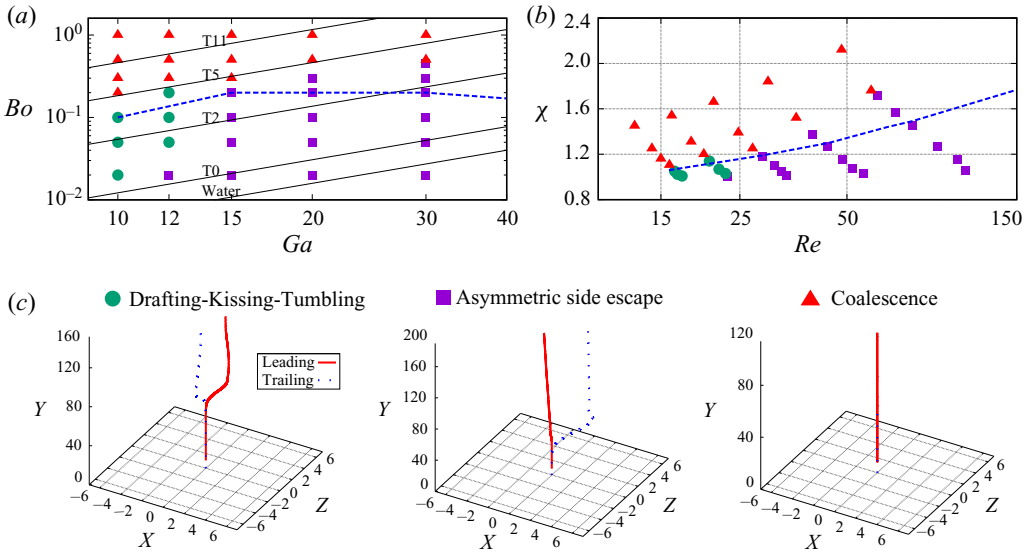 (a)
10^0
T11
T5
Bo
10^−1
T2
T0
Water
10^−2
10 12 15 20 30 40
Ga
(b)
2.4
2.0
χ
1.6
1.2
0.8
15 25 50 150
Re
(c)
Drafting-Kissing-Tumbling
Asymmetric side escape
Coalescence
160
120
Y
80
40
0
Leading
Trailing
−6 −4 −2 0 2 4 6
X
6 4 2 0 −2 −4 −6
Z
200
160
120
Y
80
40
0
−6 −4 −2 0 2 4 6
X
6 4 2 0 −2 −4 −6
Z
120
80
Y
40
0
−6 −4 −2 0 2 4 6
X
6 4 2 0 −2 −4 −6
Z